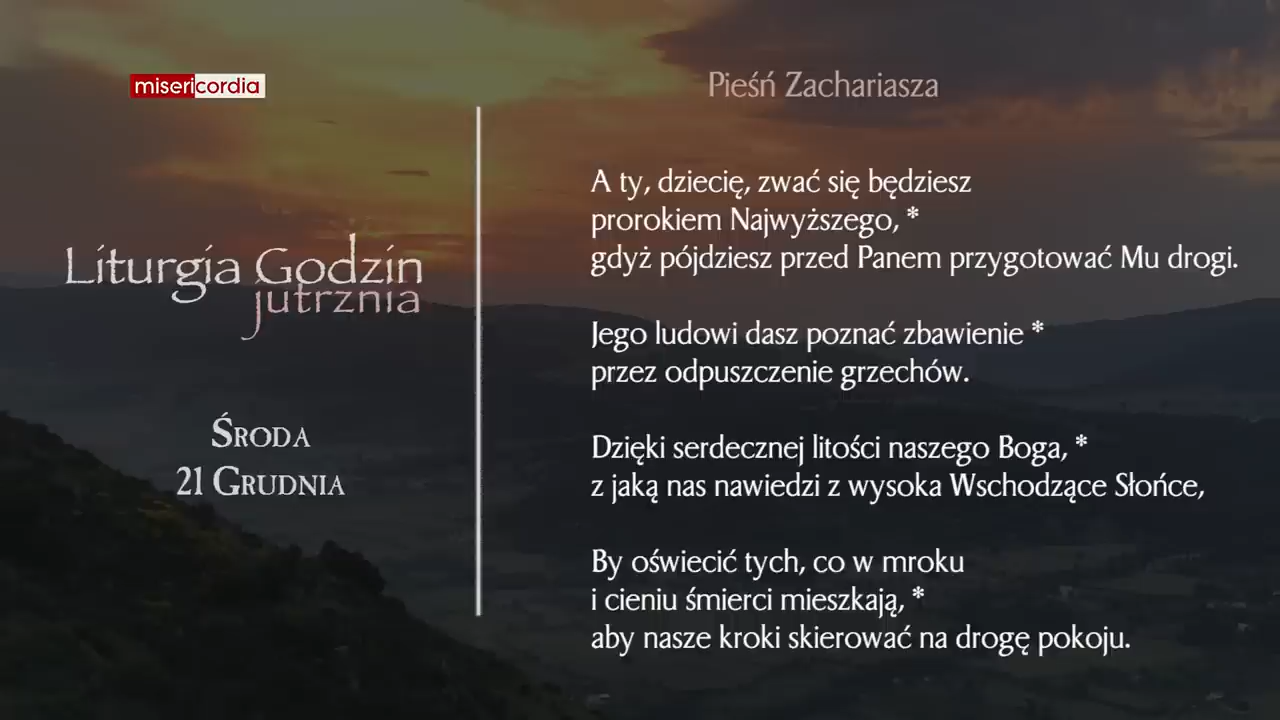 misericordia
Liturgia Godzin
jutrznia
Środa
21 Grudnia
Pieśń Zachariasza
A ty, dziecię, zwać się będziesz
prorokiem Najwyższego, *
gdyż pójdziesz przed Panem przygotować Mu drogi.
Jego ludowi dasz poznać zbawienie *
przez odpuszczenie grzechów.
Dzięki serdecznej litości naszego Boga, *
z jaką nas nawiedzi z wysoka Wschodzące Słońce,
By oświecić tych, co w mroku
i cieniu śmierci mieszkają, *
aby nasze kroki skierować na drogę pokoju.